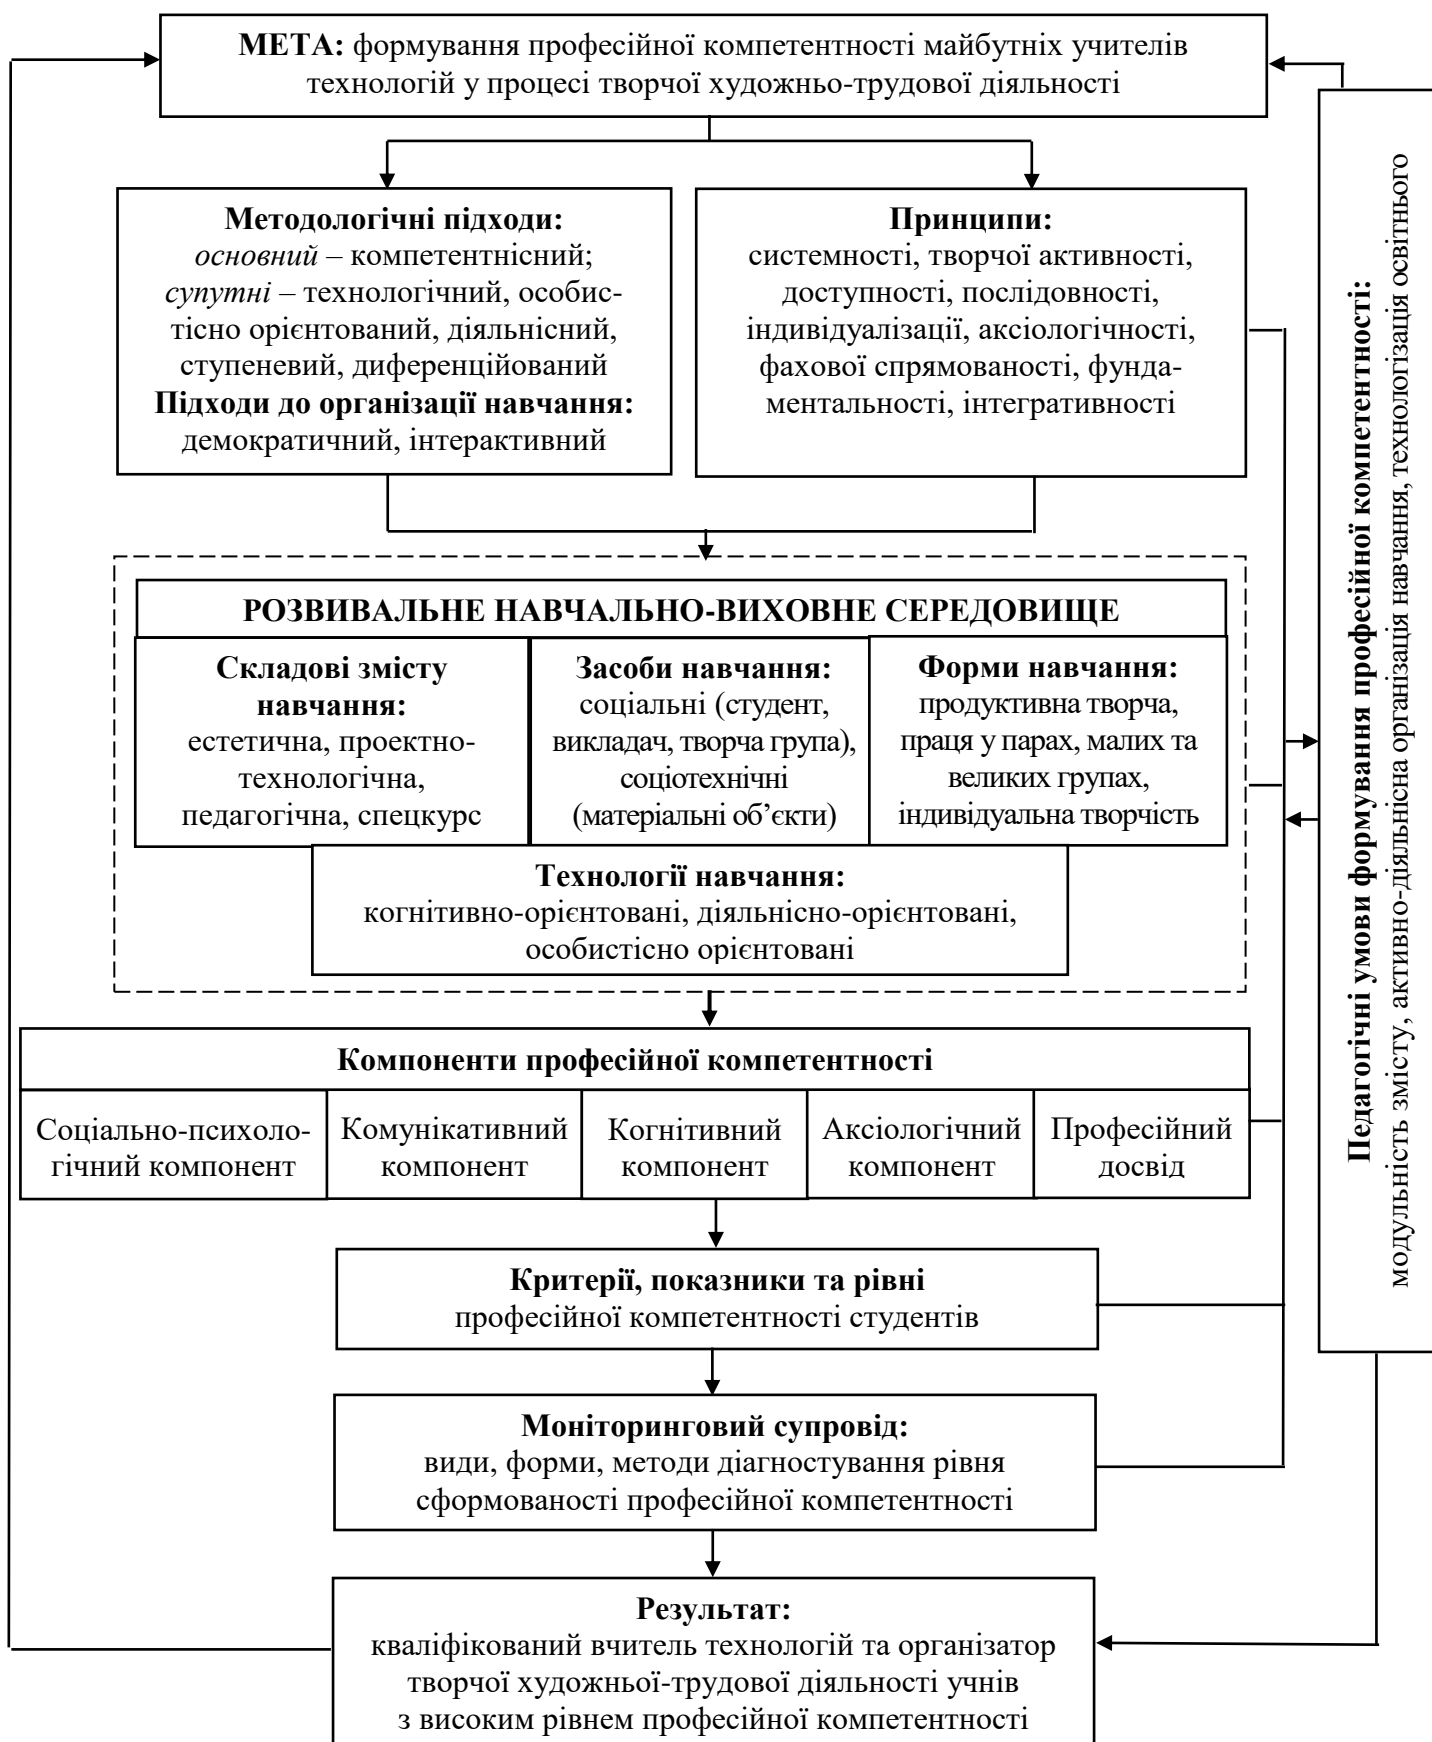 МЕТА: формування професійної компетентності майбутніх учителів
технологій у процесі творчої художньо-трудової діяльності
Методологічні підходи:
основний – компетентнісний;
супутні – технологічний, особис-
тісно орієнтований, діяльнісний,
ступеневий, диференційований
Підходи до організації навчання:
демократичний, інтерактивний
Принципи:
системності, творчої активності,
доступності, послідовності,
індивідуалізації, аксіологічності,
фахової спрямованості, фунда-
ментальності, інтегративності
РОЗВИВАЛЬНЕ НАВЧАЛЬНО-ВИХОВНЕ СЕРЕДОВИЩЕ
Складові змісту
навчання:
естетична, проектно-
технологічна,
педагогічна, спецкурс
Засоби навчання:
соціальні (студент,
викладач, творча група),
соціотехнічні
(матеріальні об’єкти)
Форми навчання:
продуктивна творча,
праця у парах, малих та
великих групах,
індивідуальна творчість
Технології навчання:
когнітивно-орієнтовані, діяльнісно-орієнтовані,
особистісно орієнтовані
Компоненти професійної компетентності
Соціально-психоло-
гічний компонент
Комунікативний
компонент
Когнітивний
компонент
Аксіологічний
компонент
Професійний
досвід
Критерії, показники та рівні
професійної компетентності студентів
Моніторинговий супровід:
види, форми, методи діагностування рівня
сформованості професійної компетентності
Результат:
кваліфікований вчитель технологій та організатор
творчої художньої-трудової діяльності учнів
з високим рівнем професійної компетентності
Педагогічні умови формування професійної компетентності:
модульність змісту, активно-діяльнісна організація навчання, технологізація освітнього